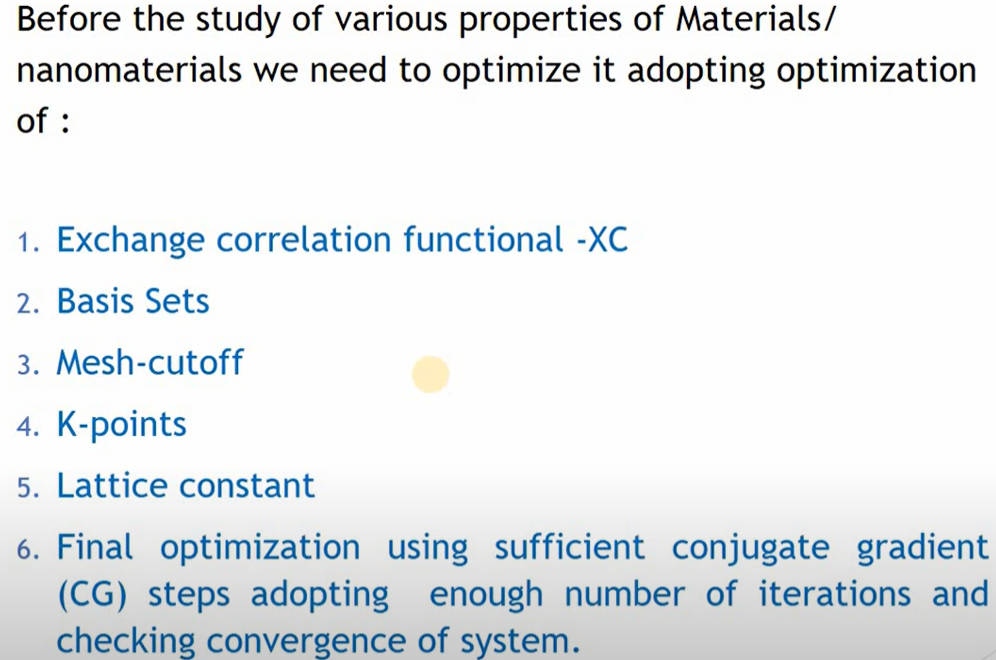 Before the study of various properties of Materials/
nanomaterials we need to optimize it adopting optimization
of :
1. Exchange correlation functional -XC
2. Basis Sets
3. Mesh-cutoff
4. K-points
5. Lattice constant
6. Final optimization using sufficient conjugate gradient
(CG) steps adopting enough number of iterations and
checking convergence of system.